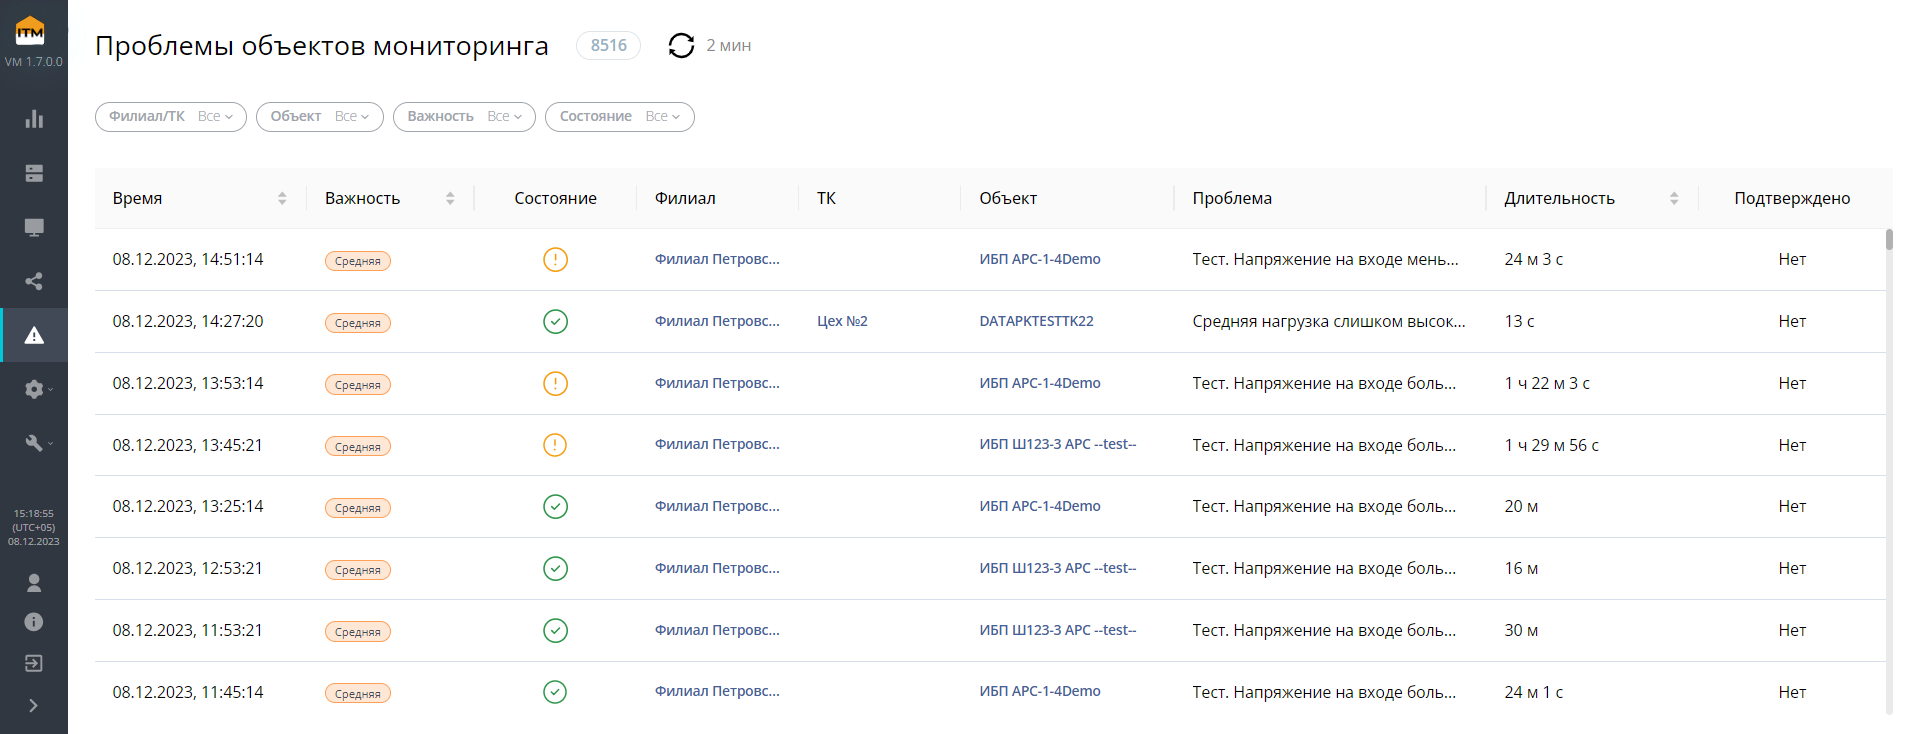 ITM
VM 1.7.0.0
Проблемы объектов мониторинга 8516 2 мин
Филиал/ТК Все Объект Все Важность Все Состояние Все
Время Важность Состояние Филиал ТК Объект Проблема Длительность Подтверждено
08.12.2023, 14:51:14 Средняя Филиал Петровс... ИБП АРС-1-4Demo Тест. Напряжение на входе мень... 24 м 3 с Нет
08.12.2023, 14:27:20 Средняя Филиал Петровс... Цех №2 DATAPKTESTTK22 Средняя нагрузка слишком высок... 13 с Нет
08.12.2023, 13:53:14 Средняя Филиал Петровс... ИБП АРС-1-4Demo Тест. Напряжение на входе боль... 1 ч 22 м 3 с Нет
08.12.2023, 13:45:21 Средняя Филиал Петровс... ИБП Ш123-3 АРС --test-- Тест. Напряжение на входе боль... 1 ч 29 м 56 с Нет
08.12.2023, 13:25:14 Средняя Филиал Петровс... ИБП АРС-1-4Demo Тест. Напряжение на входе боль... 20 м Нет
08.12.2023, 12:53:21 Средняя Филиал Петровс... ИБП Ш123-3 АРС --test-- Тест. Напряжение на входе боль... 16 м Нет
08.12.2023, 11:53:21 Средняя Филиал Петровс... ИБП Ш123-3 АРС --test-- Тест. Напряжение на входе боль... 30 м Нет
08.12.2023, 11:45:14 Средняя Филиал Петровс... ИБП АРС-1-4Demo Тест. Напряжение на входе боль... 24 м 1 с Нет
15:18:55
(UTC+05)
08.12.2023